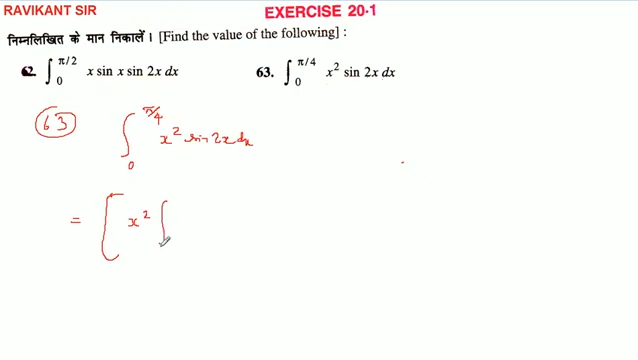 RAVIKANT SIR
EXERCISE 20·1
निम्नलिखित के मान निकालें । [Find the value of the following] :
62. ∫₀^{π/2} x sin x sin 2x dx
63. ∫₀^{π/4} x² sin 2x dx
63
∫₀^{π/4} x² sin 2x dx
= [ x² ∫